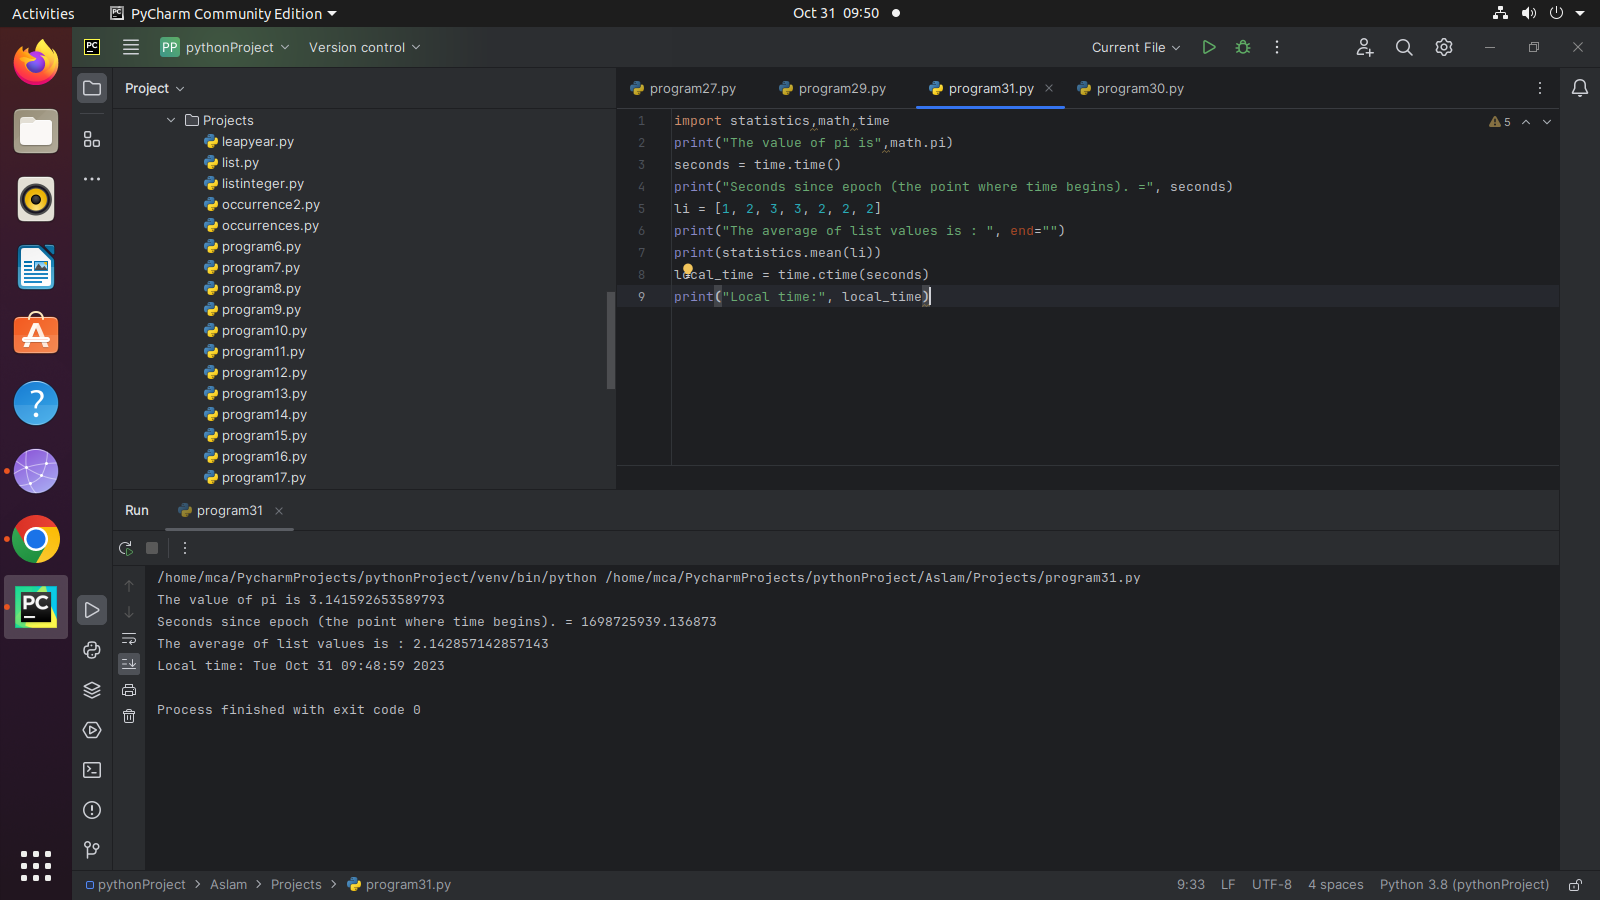 Activities
PyCharm Community Edition
Oct 31 09:50
PC
PP pythonProject
Version control
Current File
Project
program27.py
program29.py
program31.py
program30.py
Projects
leapyear.py
list.py
listinteger.py
occurrence2.py
occurrences.py
program6.py
program7.py
program8.py
program9.py
program10.py
program11.py
program12.py
program13.py
program14.py
program15.py
program16.py
program17.py
5
1 import statistics,math,time
2 print("The value of pi is",math.pi)
3 seconds = time.time()
4 print("Seconds since epoch (the point where time begins). =", seconds)
5 li = [1, 2, 3, 3, 2, 2, 2]
6 print("The average of list values is : ", end="")
7 print(statistics.mean(li))
8 local_time = time.ctime(seconds)
9 print("Local time:", local_time)
Run
program31
/home/mca/PycharmProjects/pythonProject/venv/bin/python /home/mca/PycharmProjects/pythonProject/Aslam/Projects/program31.py
The value of pi is 3.141592653589793
Seconds since epoch (the point where time begins). = 1698725939.136873
The average of list values is : 2.142857142857143
Local time: Tue Oct 31 09:48:59 2023
Process finished with exit code 0
PC
pythonProject > Aslam > Projects > program31.py
9:33
LF
UTF-8
4 spaces
Python 3.8 (pythonProject)